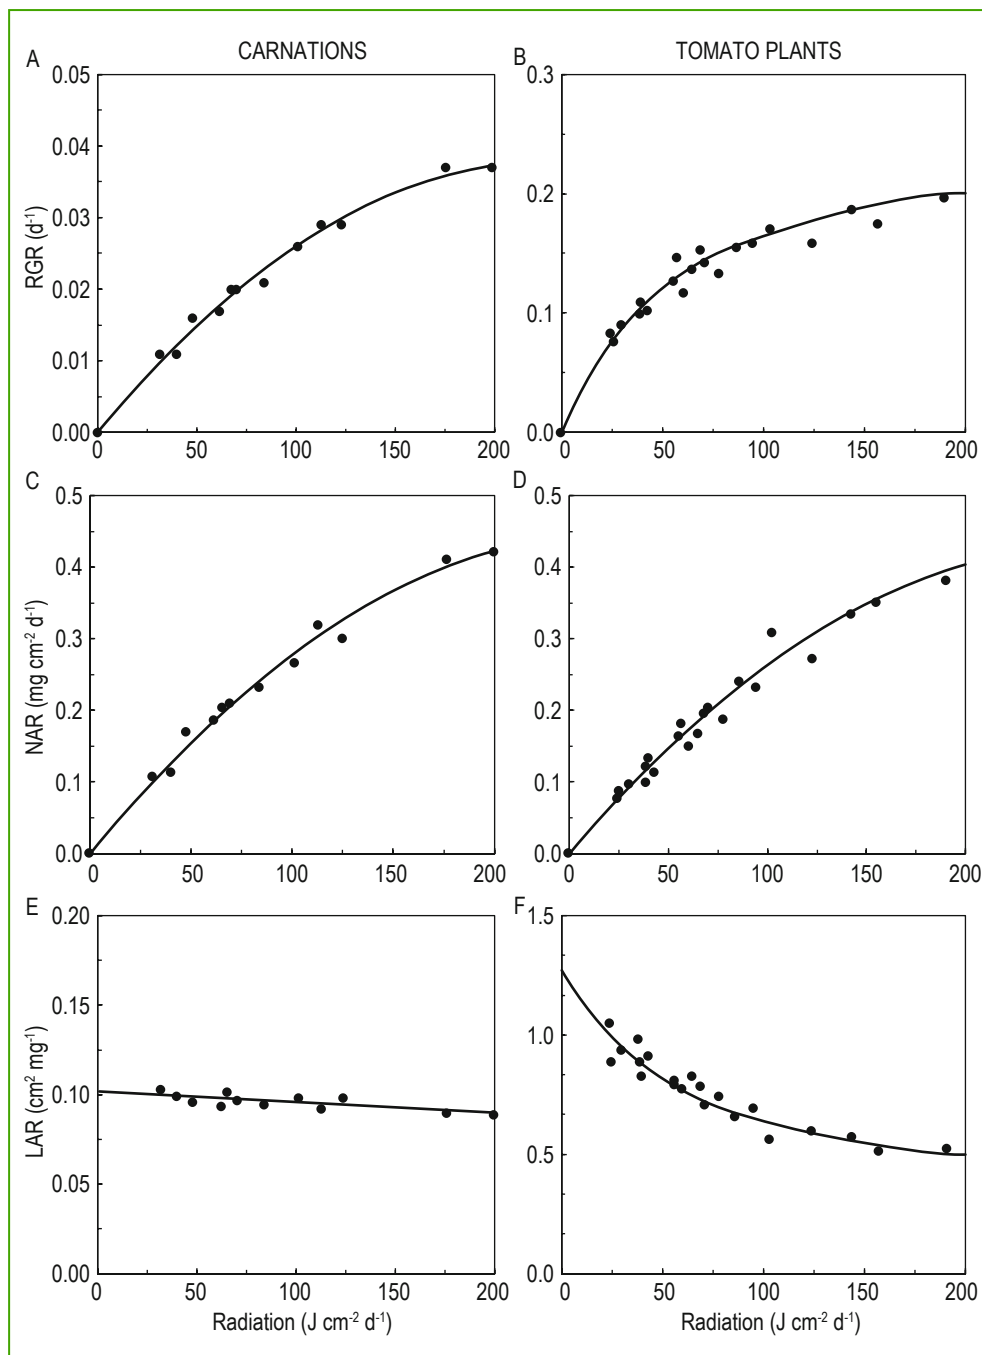 CARNATIONS
TOMATO PLANTS
A
0.05
0.04
0.03
0.02
0.01
0.00
RGR (d⁻¹)
0 50 100 150 200
B
0.3
0.2
0.1
0.0
0 50 100 150 200
C
0.5
0.4
0.3
0.2
0.1
0.0
NAR (mg cm⁻² d⁻¹)
0 50 100 150 200
D
0.5
0.4
0.3
0.2
0.1
0.0
0 50 100 150 200
E
0.20
0.15
0.10
0.05
0.00
LAR (cm² mg⁻¹)
0 50 100 150 200
Radiation (J cm⁻² d⁻¹)
F
1.5
1.0
0.5
0.0
0 50 100 150 200
Radiation (J cm⁻² d⁻¹)